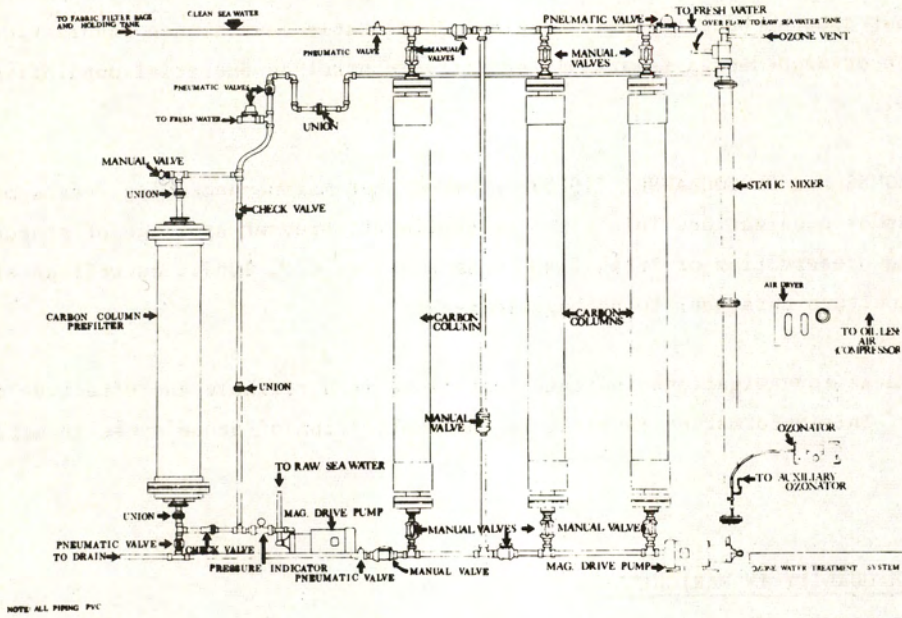 TO FABRIC FILTER BAGS
AND HOLDING TANK
CLEAN SEA WATER
PNEUMATIC VALVE
MANUAL
VALVES
PNEUMATIC VALVE
TO FRESH WATER
OVER FLOW TO RAW SEA WATER TANK
OZONE VENT
MANUAL
VALVES
PNEUMATIC VALVES
TO FRESH WATER
UNION
MANUAL VALVE
UNION
CHECK VALVE
STATIC MIXER
CARBON COLUMN
PREFILTER
CARBON
COLUMN
CARBON
COLUMNS
AIR DRYER
TO OIL LESS
AIR
COMPRESSOR
UNION
MANUAL
VALVE
OZONATOR
TO AUXILIARY
OZONATOR
TO RAW SEA WATER
MAG. DRIVE PUMP
UNION
PNEUMATIC VALVE
TO DRAIN
CHECK VALVE
PRESSURE INDICATOR
PNEUMATIC VALVE
MANUAL VALVE
MANUAL VALVES
MANUAL VALVE
MAG. DRIVE PUMP
OZONE WATER TREATMENT SYSTEM
NOTE: ALL PIPING PVC